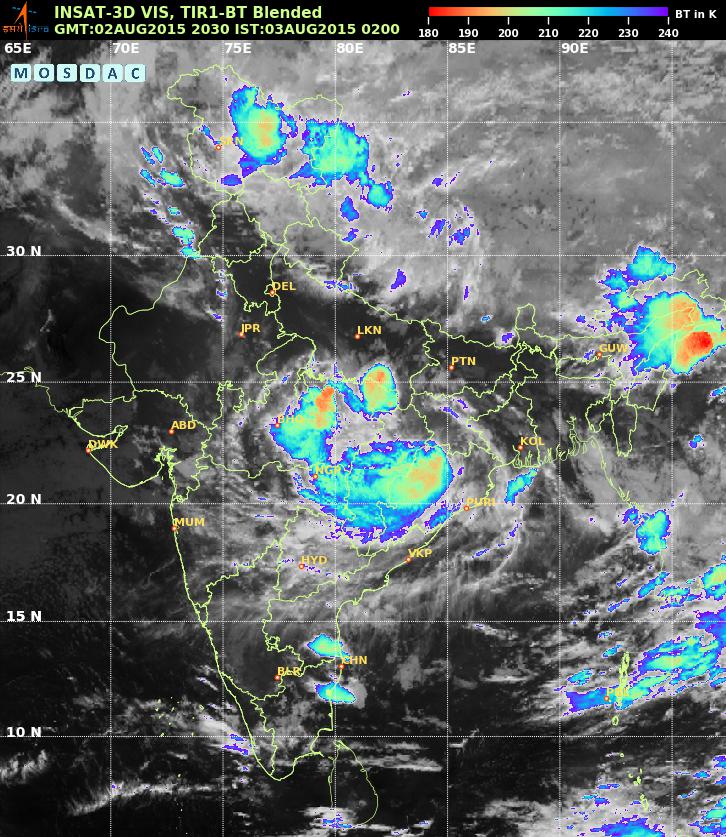 INSAT-3D VIS, TIR1-BT Blended
GMT:02AUG2015 2030 IST:03AUG2015 0200
BT in K
180 190 200 210 220 230 240
65E 70E 75E 80E 85E 90E
M O S D A C
30 N
DEL
JPR LKN
GUW
PTN
25 N
ABD
DWK KOL
NGP
20 N
PURI
MUM
VKP
HYD
15 N
CHN
BLR
10 N